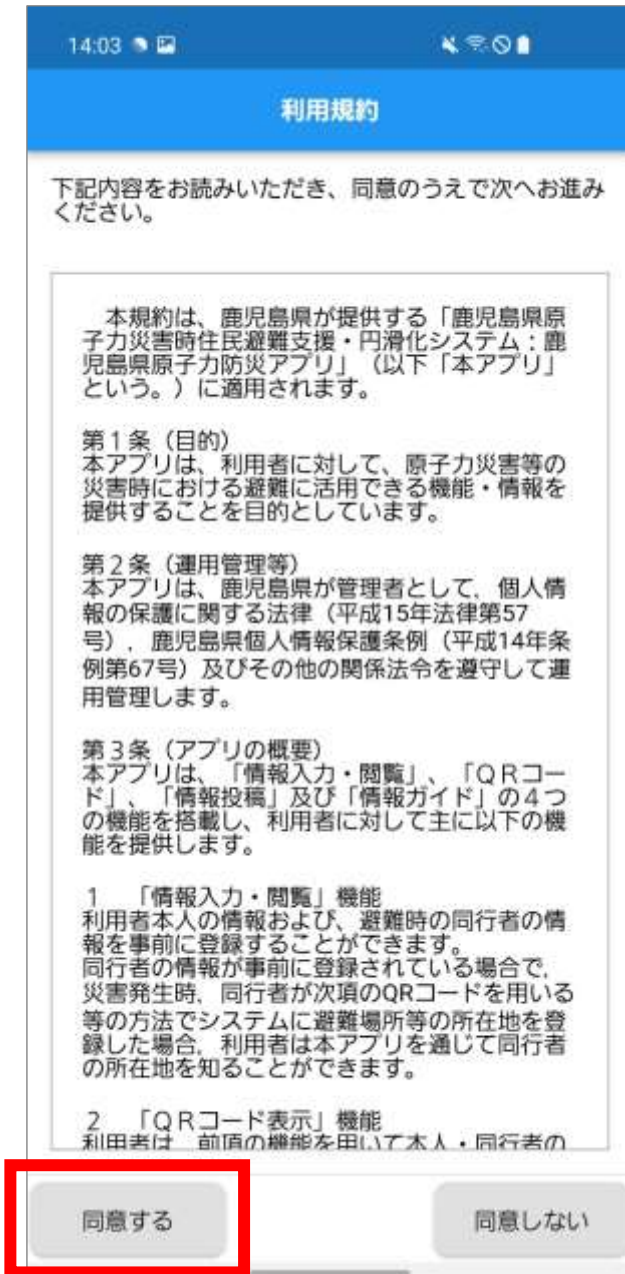 14:03
利用規約
下記内容をお読みいただき、同意のうえで次へお進み
ください。
本規約は、鹿児島県が提供する「鹿児島県原
子力災害時住民避難支援・円滑化システム：鹿
児島県原子力防災アプリ」（以下「本アプリ」
という。）に適用されます。
第１条（目的）
本アプリは、利用者に対して、原子力災害等の
災害時における避難に活用できる機能・情報を
提供することを目的としています。
第２条（運用管理等）
本アプリは、鹿児島県が管理者として，個人情
報の保護に関する法律（平成15年法律第57
号），鹿児島県個人情報保護条例（平成14年条
例第67号）及びその他の関係法令を遵守して運
用管理します。
第３条（アプリの概要）
本アプリは、「情報入力・閲覧」、「ＱＲコー
ド」、「情報投稿」及び「情報ガイド」の４つ
の機能を搭載し、利用者に対して主に以下の機
能を提供します。
１　「情報入力・閲覧」機能
利用者本人の情報および、避難時の同行者の情
報を事前に登録することができます。
同行者の情報が事前に登録されている場合で，
災害発生時，同行者が次項のQRコードを用いる
等の方法でシステムに避難場所等の所在地を登
録した場合，利用者は本アプリを通じて同行者
の所在地を知ることができます。
２　「ＱＲコード表示」機能
利用者は　前項の機能を用いて本人・同行者の
同意する
同意しない